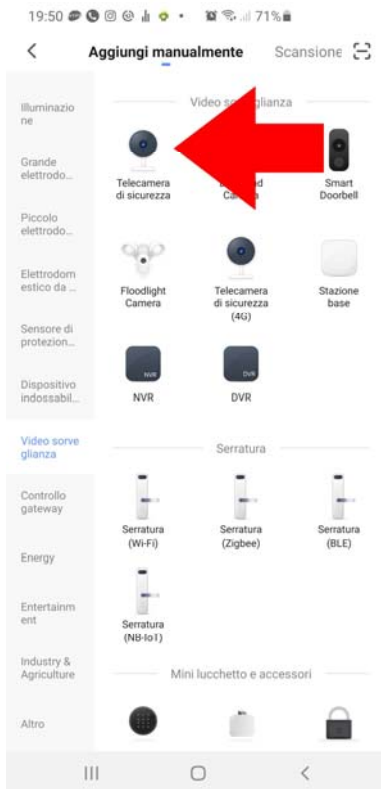 19:50
71%
Aggiungi manualmente
Scansione
Illuminazio
ne
Grande
elettrodo...
Piccolo
elettrodo...
Elettrodom
estico da ...
Sensore di
protezion...
Dispositivo
indossabil...
Video sorve
glianza
Controllo
gateway
Energy
Entertainm
ent
Industry &
Agriculture
Altro
Video
glianza
Telecamera
di sicurezza
Smart
Doorbell
Floodlight
Camera
Telecamera
di sicurezza
(4G)
Stazione
base
NVR
NVR
DVR
DVR
Serratura
Serratura
(Wi-Fi)
Serratura
(Zigbee)
Serratura
(BLE)
Serratura
(NB-IoT)
Mini lucchetto e accessori